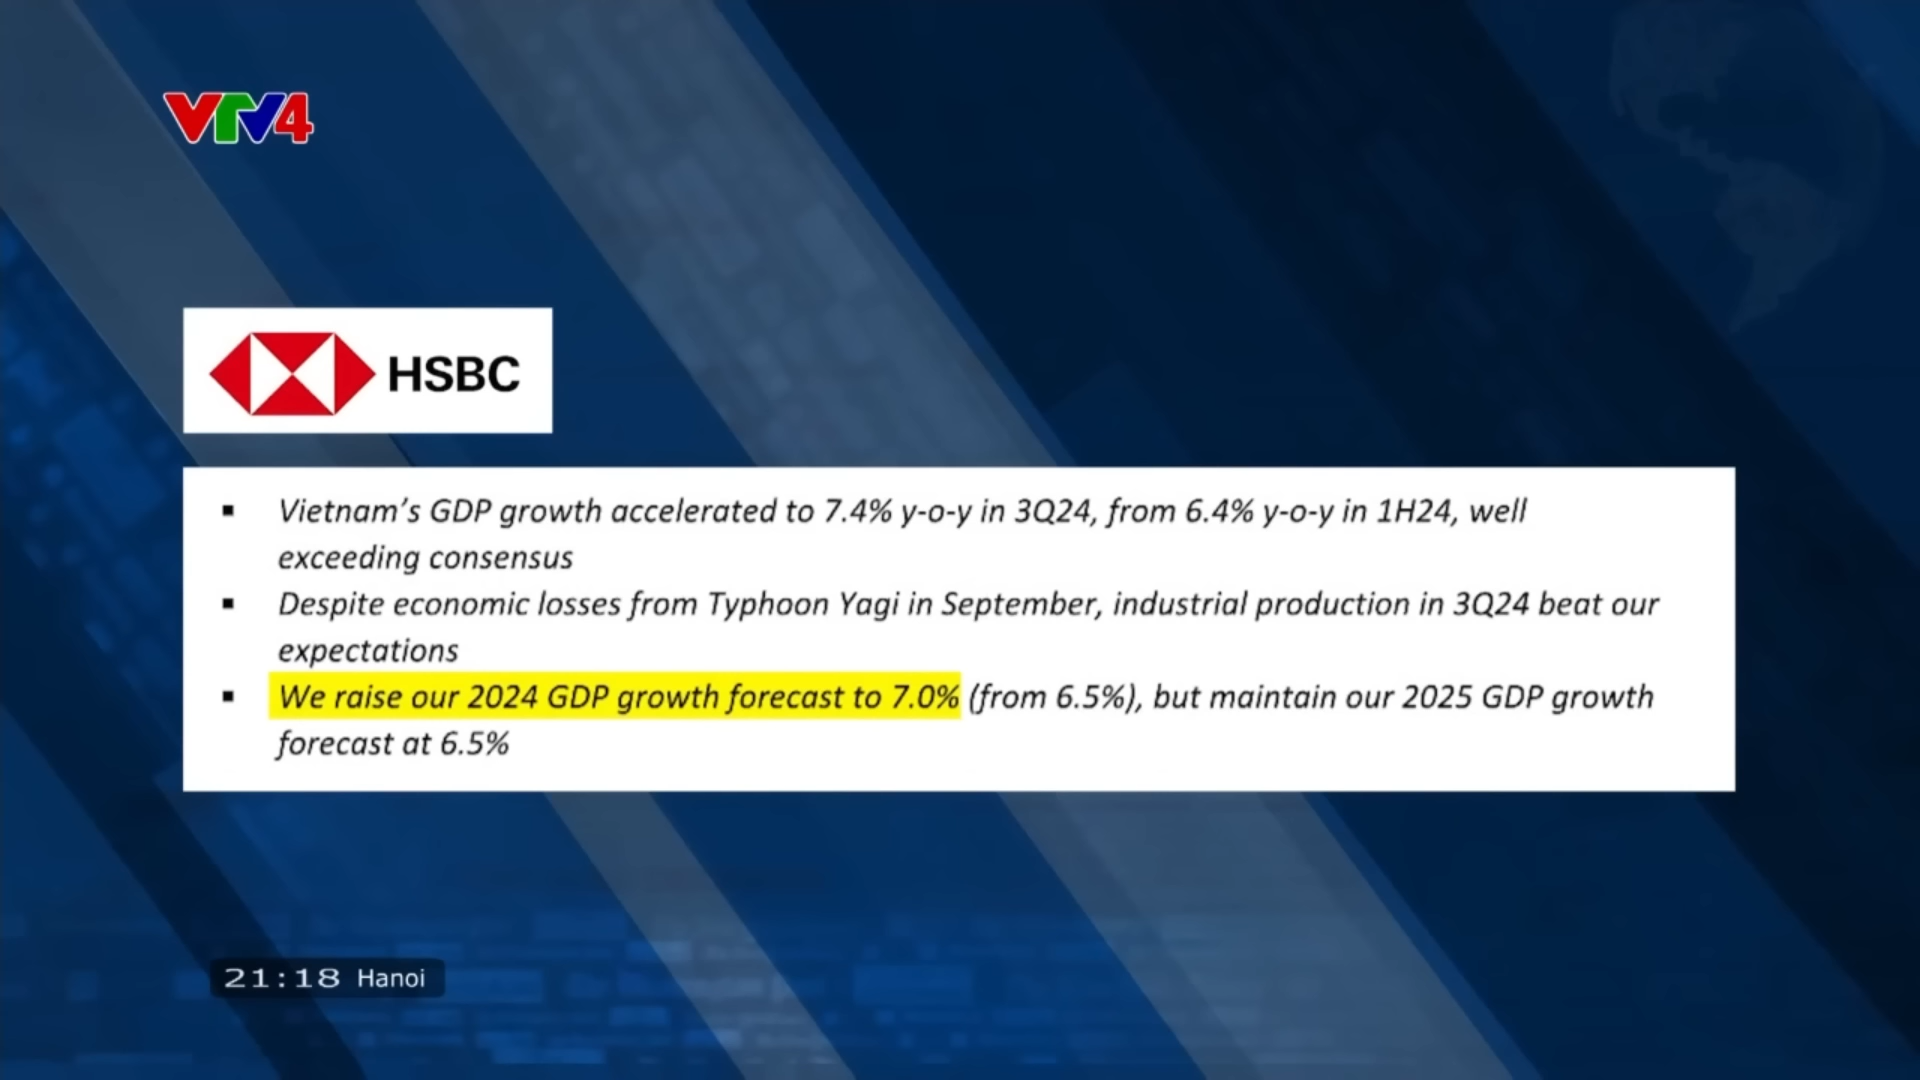 VTV4
HSBC
▪ Vietnam’s GDP growth accelerated to 7.4% y-o-y in 3Q24, from 6.4% y-o-y in 1H24, well
exceeding consensus
▪ Despite economic losses from Typhoon Yagi in September, industrial production in 3Q24 beat our
expectations
▪ We raise our 2024 GDP growth forecast to 7.0% (from 6.5%), but maintain our 2025 GDP growth
forecast at 6.5%
21:18 Hanoi